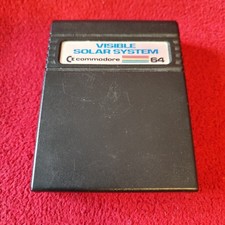 VISIBLE
SOLAR SYSTEM
commodore 64